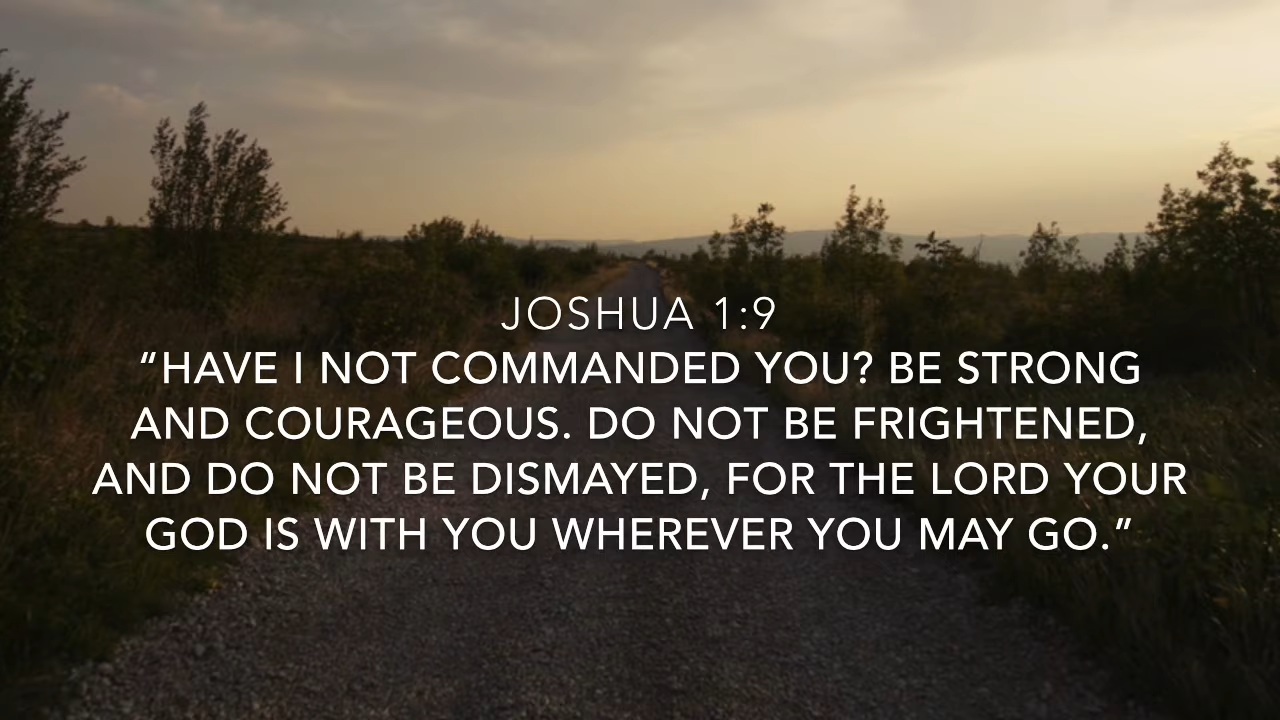 JOSHUA 1:9
“HAVE I NOT COMMANDED YOU? BE STRONG
AND COURAGEOUS. DO NOT BE FRIGHTENED,
AND DO NOT BE DISMAYED, FOR THE LORD YOUR
GOD IS WITH YOU WHEREVER YOU MAY GO.”